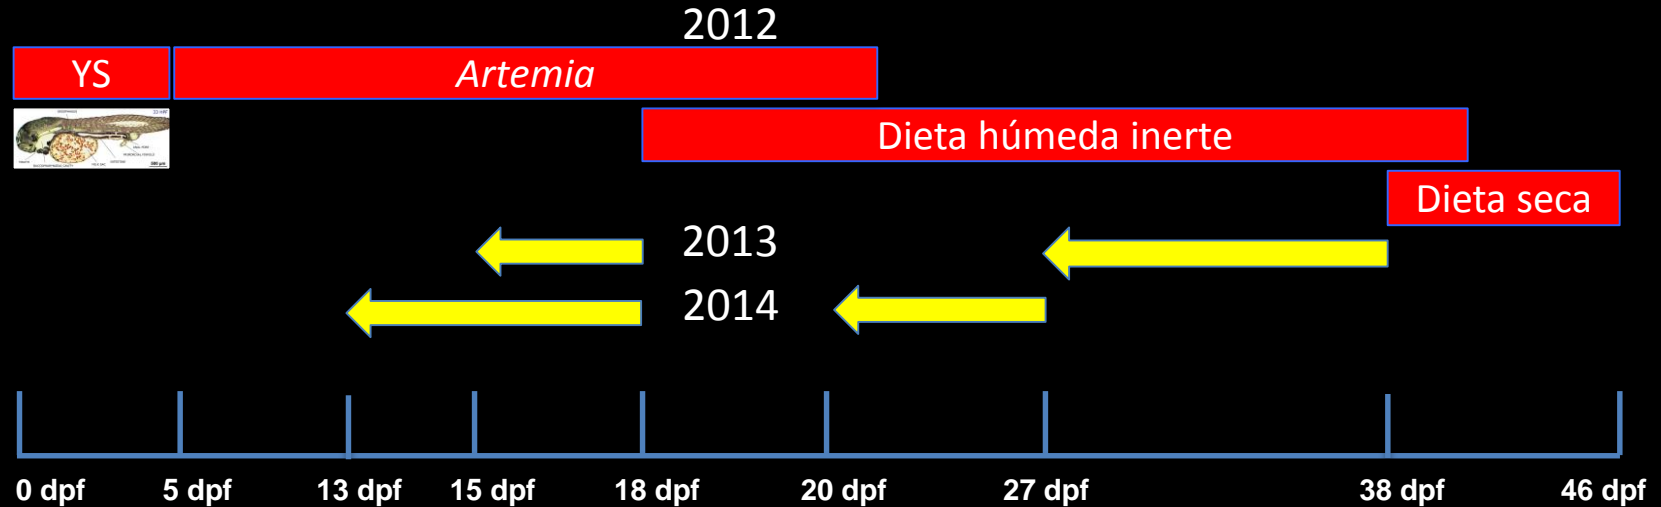 2012
YS
Artemia
Dieta húmeda inerte
Dieta seca
2013
2014
0 dpf 5 dpf 13 dpf 15 dpf 18 dpf 20 dpf 27 dpf 38 dpf 46 dpf